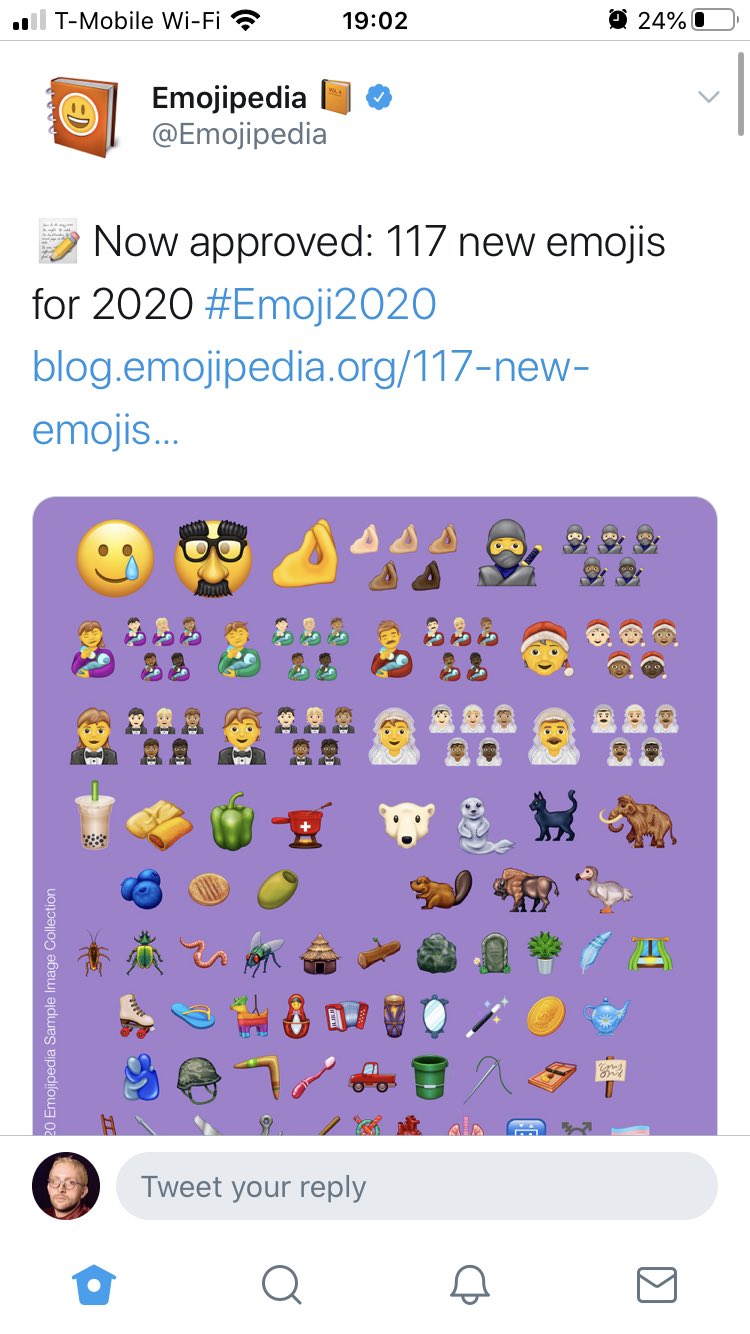 T-Mobile Wi-Fi 19:02 24%
Emojipedia
@Emojipedia
Now approved: 117 new emojis
for 2020 #Emoji2020
blog.emojipedia.org/117-new-
emojis…
20 Emojipedia Sample Image Collection
Tweet your reply